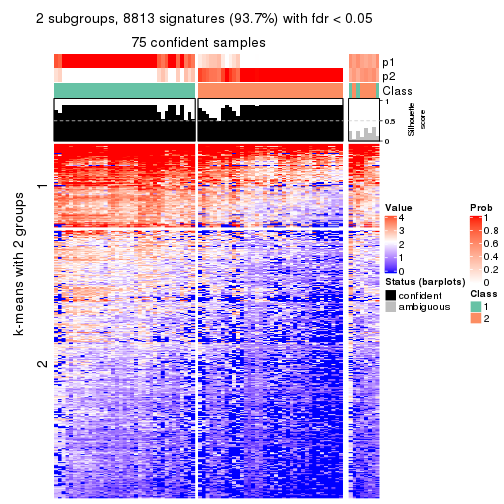 2 subgroups, 8813 signatures (93.7%) with fdr < 0.05
75 confident samples
p1
p2
Class
1
0.5
0
Silhouette
score
k-means with 2 groups
1
2
Value
4
3
2
1
0
Status (barplots)
confident
ambiguous
Prob
1
0.8
0.6
0.4
0.2
0
Class
1
2